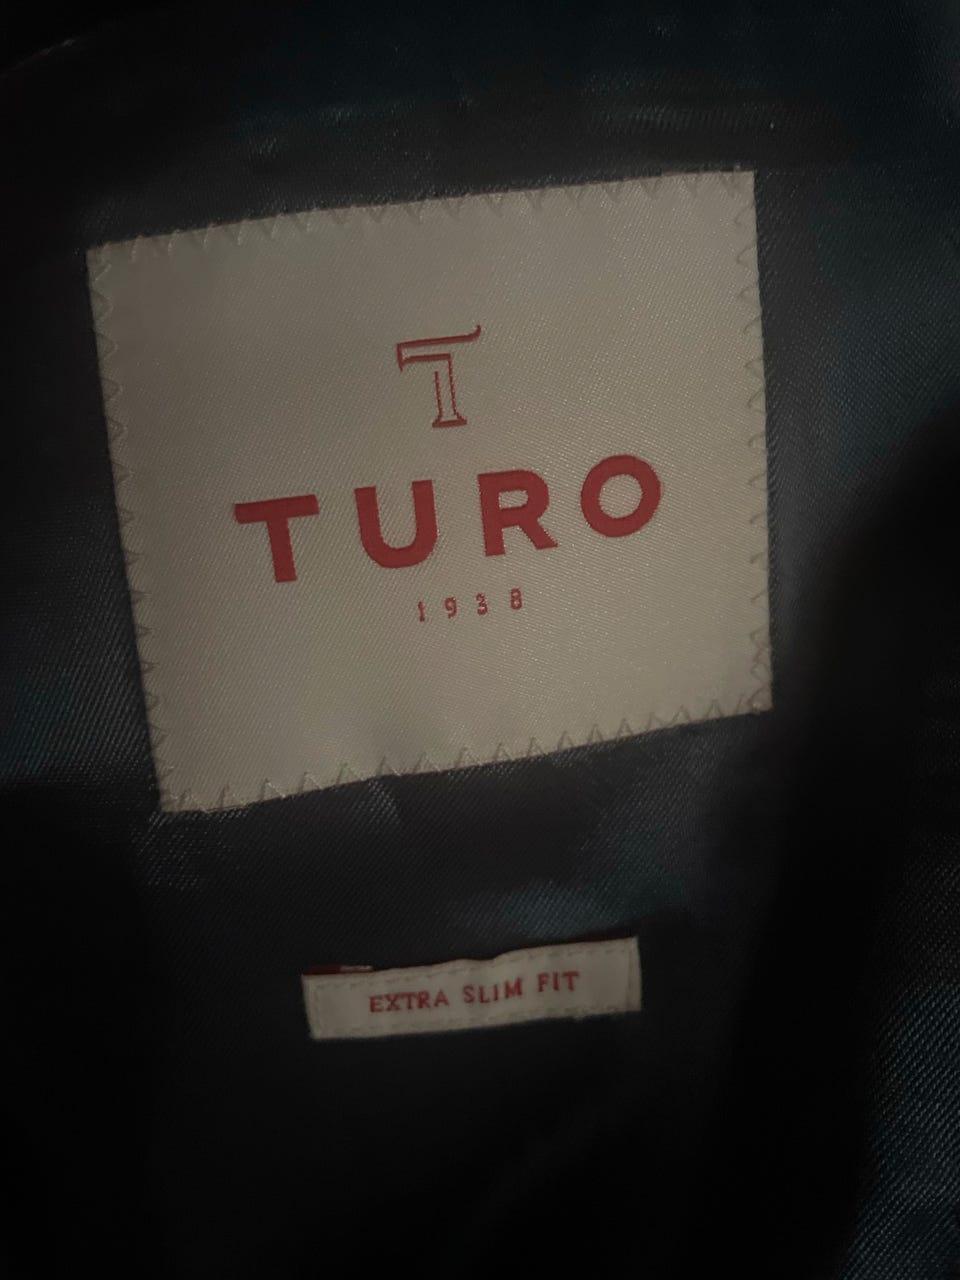 T
TURO
1938
EXTRA SLIM FIT